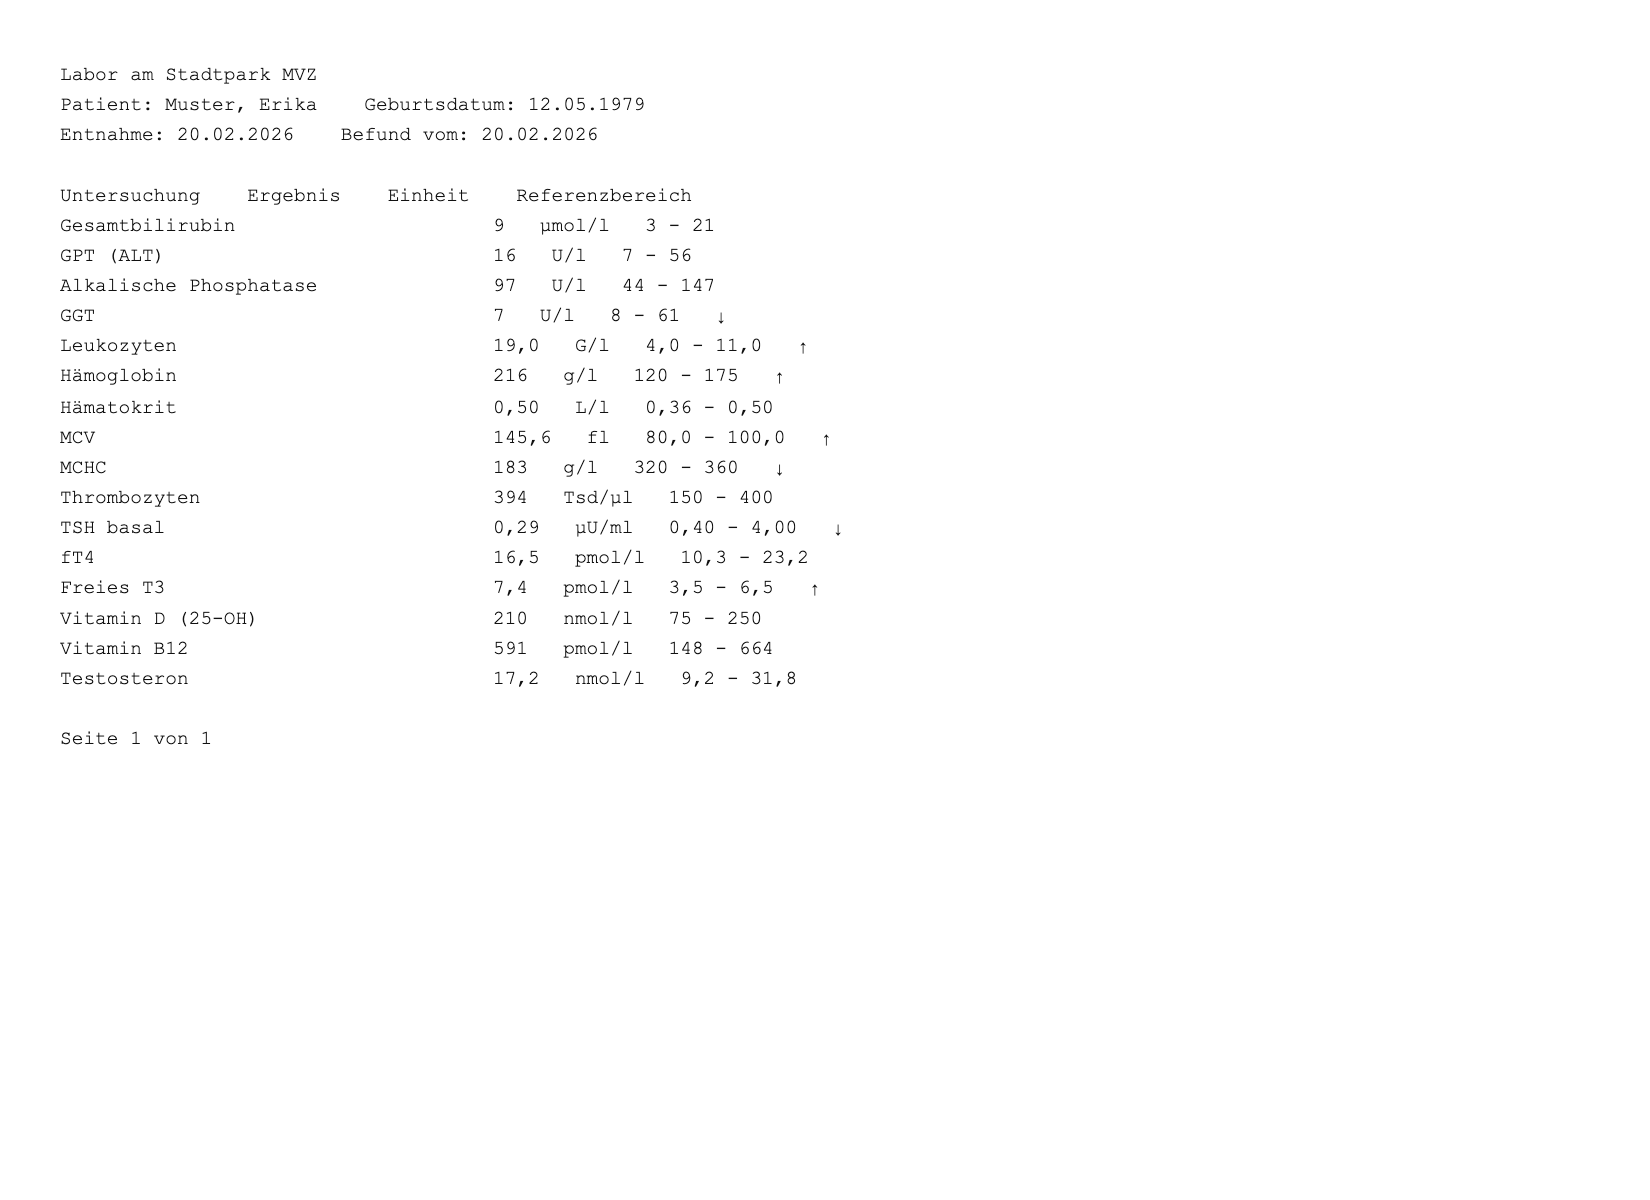 Labor am Stadtpark MVZ
Patient: Muster, Erika    Geburtsdatum: 12.05.1979
Entnahme: 20.02.2026    Befund vom: 20.02.2026
Untersuchung    Ergebnis    Einheit    Referenzbereich
Gesamtbilirubin    9   µmol/l   3 – 21
GPT (ALT)    16   U/l   7 – 56
Alkalische Phosphatase    97   U/l   44 – 147
GGT    7   U/l   8 – 61   ↓
Leukozyten    19,0   G/l   4,0 – 11,0   ↑
Hämoglobin    216   g/l   120 – 175   ↑
Hämatokrit    0,50   L/l   0,36 – 0,50
MCV    145,6   fl   80,0 – 100,0   ↑
MCHC    183   g/l   320 – 360   ↓
Thrombozyten    394   Tsd/µl   150 – 400
TSH basal    0,29   µU/ml   0,40 – 4,00   ↓
fT4    16,5   pmol/l   10,3 – 23,2
Freies T3    7,4   pmol/l   3,5 – 6,5   ↑
Vitamin D (25-OH)    210   nmol/l   75 – 250
Vitamin B12    591   pmol/l   148 – 664
Testosteron    17,2   nmol/l   9,2 – 31,8
Seite 1 von 1